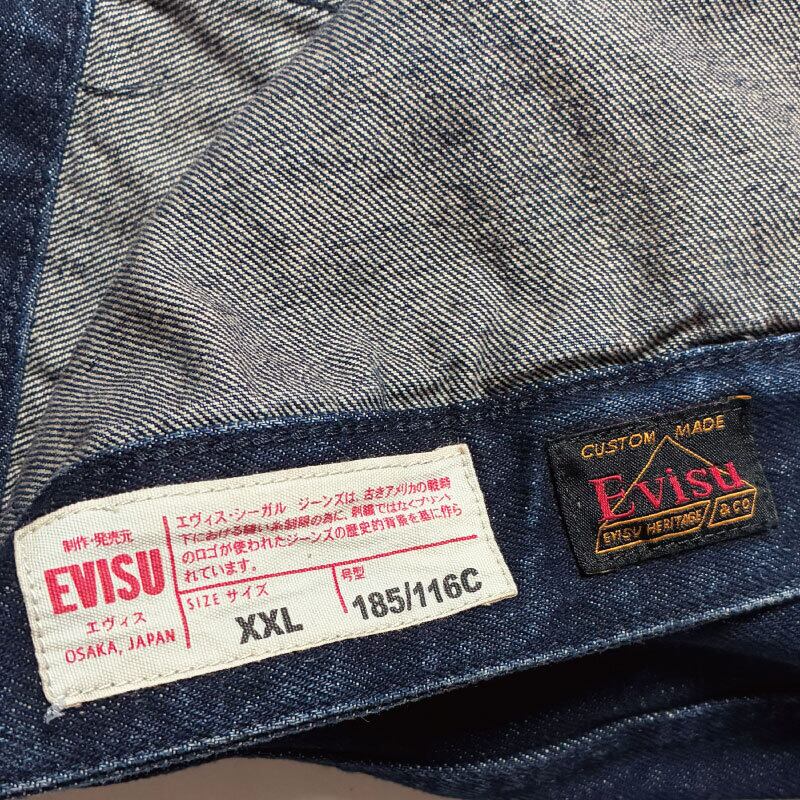 制作・発売元
EVISU
エヴィス
OSAKA, JAPAN
エヴィス・シーガル ジーンズは、古きアメリカの戦時
下における縫い糸制限の為に、刺繍ではなくプリント
のロゴが使われたジーンズの歴史的背景を基に作ら
れています。
SIZE サイズ
XXL
号型
185/116C
CUSTOM MADE
Evisu
EVISU HERITAGE & CO